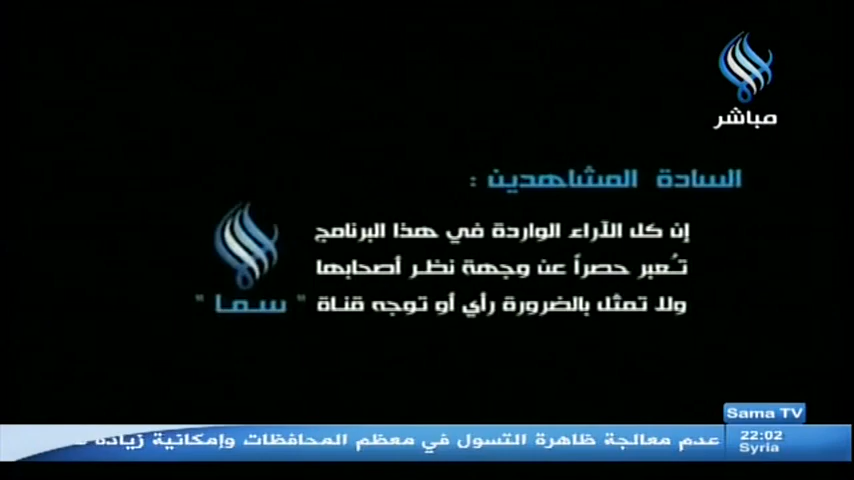 مباشر
السادة المشاهدين :
إن كل الآراء الواردة في هذا البرنامج
تُعبر حصراً عن وجهة نظر أصحابها
ولا تمثل بالضرورة رأي أو توجه قناة " سما "
Sama TV
22:02
Syria
عدم معالجة ظاهرة التسول في معظم المحافظات وإمكانية زيادة